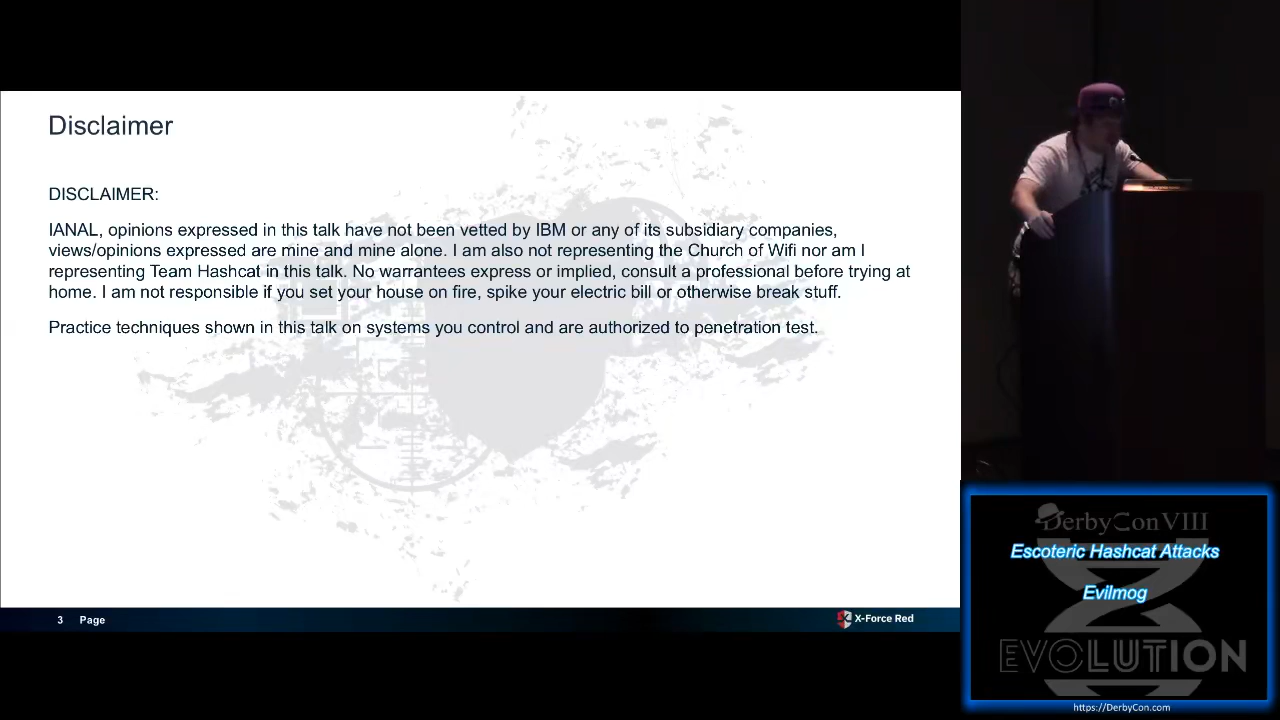 Disclaimer
DISCLAIMER:
IANAL, opinions expressed in this talk have not been vetted by IBM or any of its subsidiary companies,
views/opinions expressed are mine and mine alone. I am also not representing the Church of Wifi nor am I
representing Team Hashcat in this talk. No warrantees express or implied, consult a professional before trying at
home. I am not responsible if you set your house on fire, spike your electric bill or otherwise break stuff.
Practice techniques shown in this talk on systems you control and are authorized to penetration test.
3 Page
X-Force Red
DerbyCon VIII
Escoteric Hashcat Attacks
Evilmog
EVOLUTION
https://DerbyCon.com